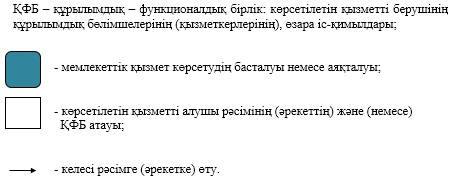 ҚФБ – құрылымдық – функционалдық бірлік: көрсетілетін қызметті берушінің
құрылымдық бөлімшелерінің (қызметкерлерінің), өзара іс-қимылдары;
- мемлекеттік қызмет көрсетудің басталуы немесе аяқталуы;
- көрсетілетін қызметті алушы рәсімінің (әрекеттің) және (немесе)
ҚФБ атауы;
- келесі рәсімге (әрекетке) өту.